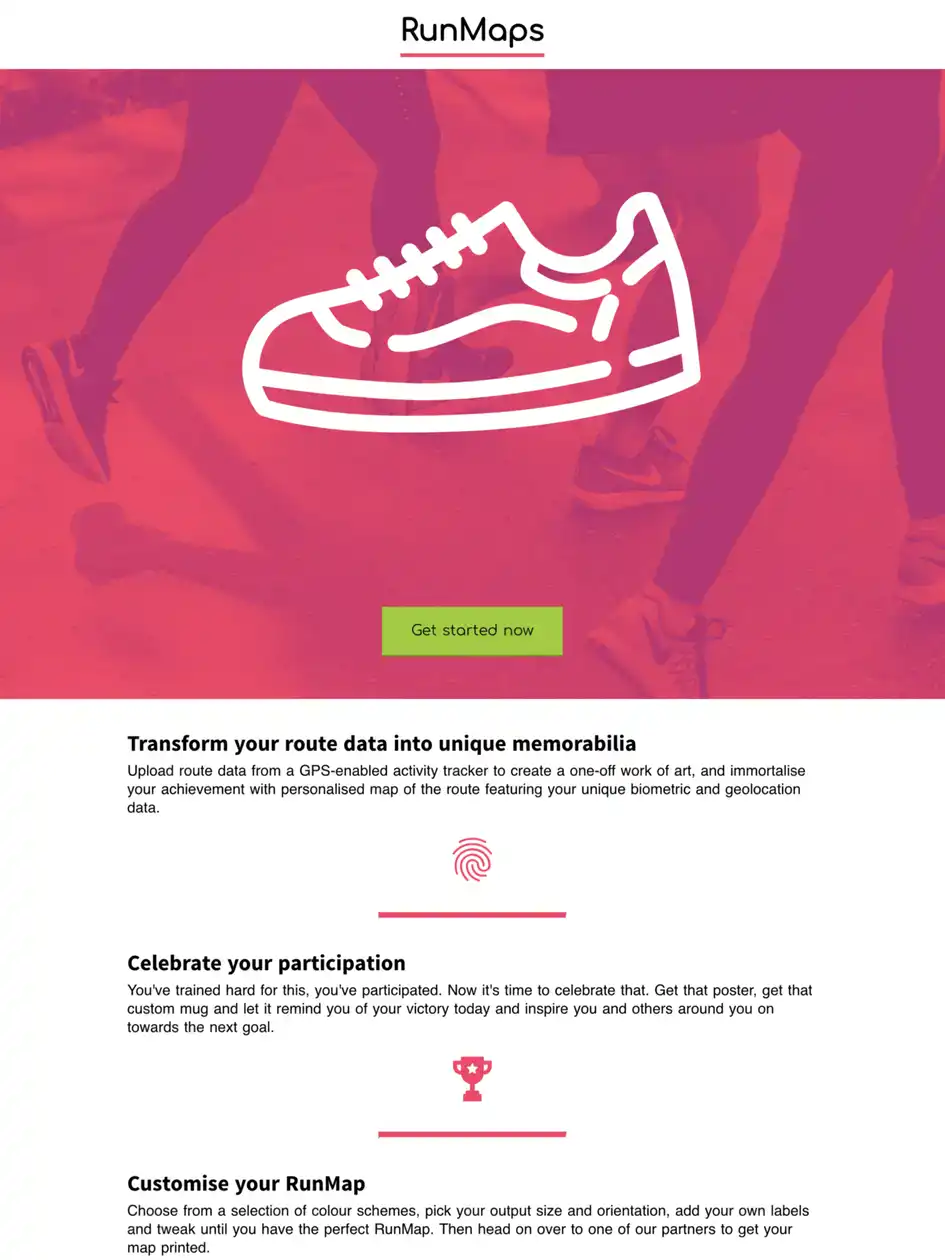 RunMaps
Get started now
Transform your route data into unique memorabilia
Upload route data from a GPS-enabled activity tracker to create a one-off work of art, and immortalise
your achievement with personalised map of the route featuring your unique biometric and geolocation
data.
Celebrate your participation
You've trained hard for this, you've participated. Now it's time to celebrate that. Get that poster, get that
custom mug and let it remind you of your victory today and inspire you and others around you on
towards the next goal.
Customise your RunMap
Choose from a selection of colour schemes, pick your output size and orientation, add your own labels
and tweak until you have the perfect RunMap. Then head on over to one of our partners to get your
map printed.